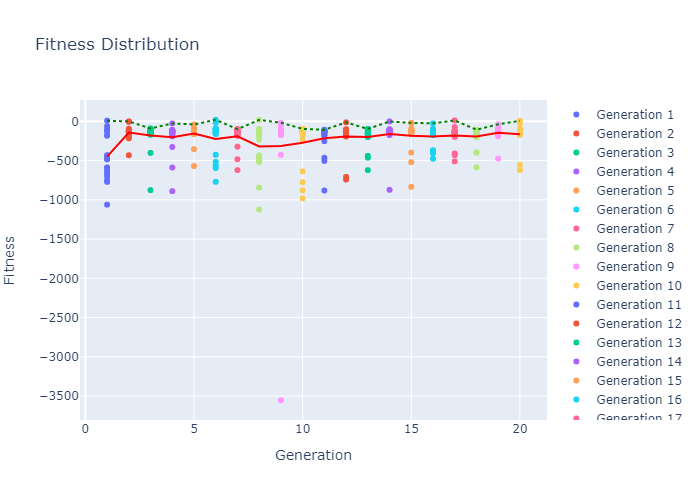 Fitness Distribution
0
−500
−1000
−1500
−2000
−2500
−3000
−3500
Fitness
0
5
10
15
20
Generation
Generation 1
Generation 2
Generation 3
Generation 4
Generation 5
Generation 6
Generation 7
Generation 8
Generation 9
Generation 10
Generation 11
Generation 12
Generation 13
Generation 14
Generation 15
Generation 16
Generation 17